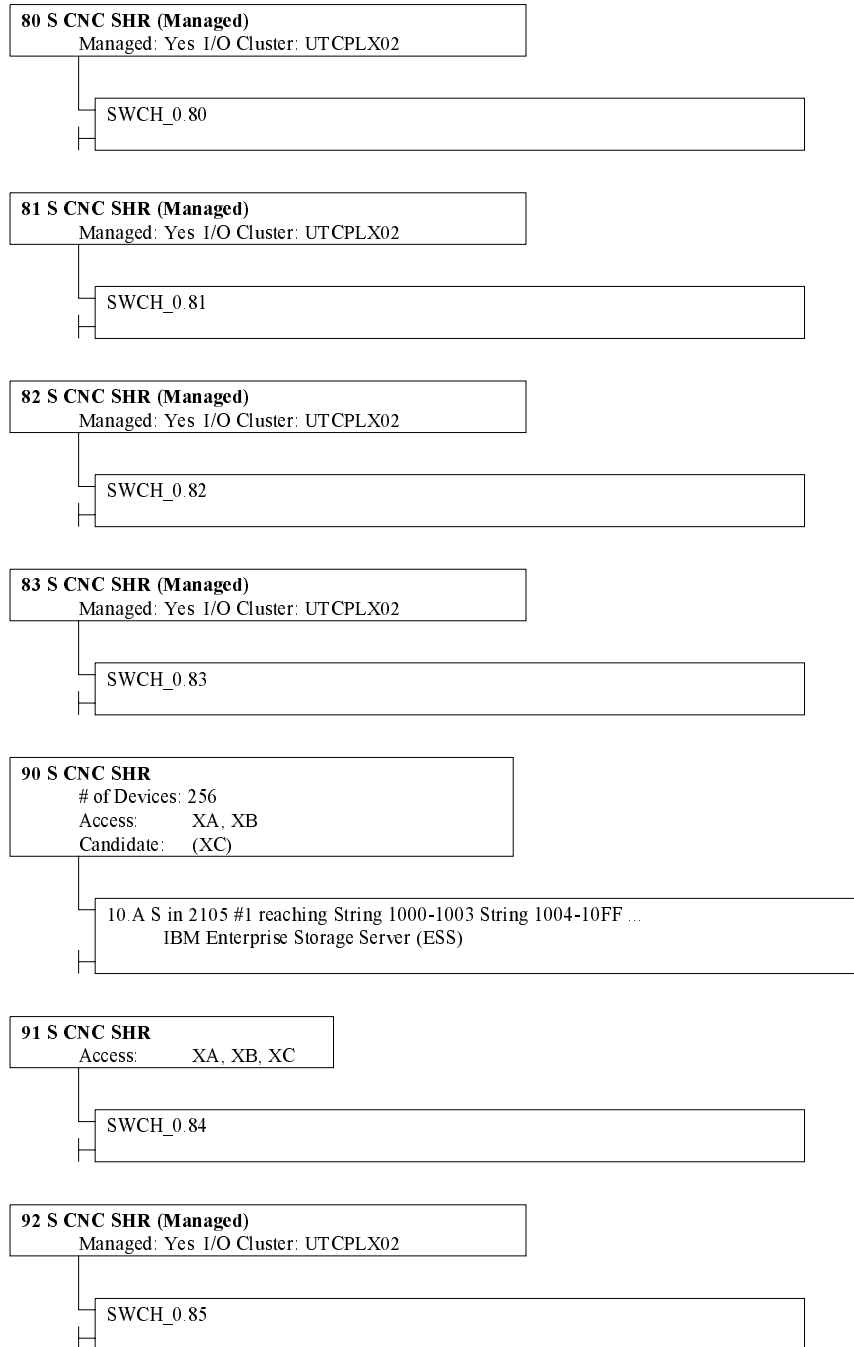 80 S CNC SHR (Managed)
Managed: Yes I/O Cluster: UTCPLX02
SWCH_0.80
81 S CNC SHR (Managed)
Managed: Yes I/O Cluster: UTCPLX02
SWCH_0.81
82 S CNC SHR (Managed)
Managed: Yes I/O Cluster: UTCPLX02
SWCH_0.82
83 S CNC SHR (Managed)
Managed: Yes I/O Cluster: UTCPLX02
SWCH_0.83
90 S CNC SHR
# of Devices: 256
Access: XA, XB
Candidate: (XC)
10.A S in 2105 #1 reaching String 1000-1003 String 1004-10FF ...
IBM Enterprise Storage Server (ESS)
91 S CNC SHR
Access: XA, XB, XC
SWCH_0.84
92 S CNC SHR (Managed)
Managed: Yes I/O Cluster: UTCPLX02
SWCH_0.85